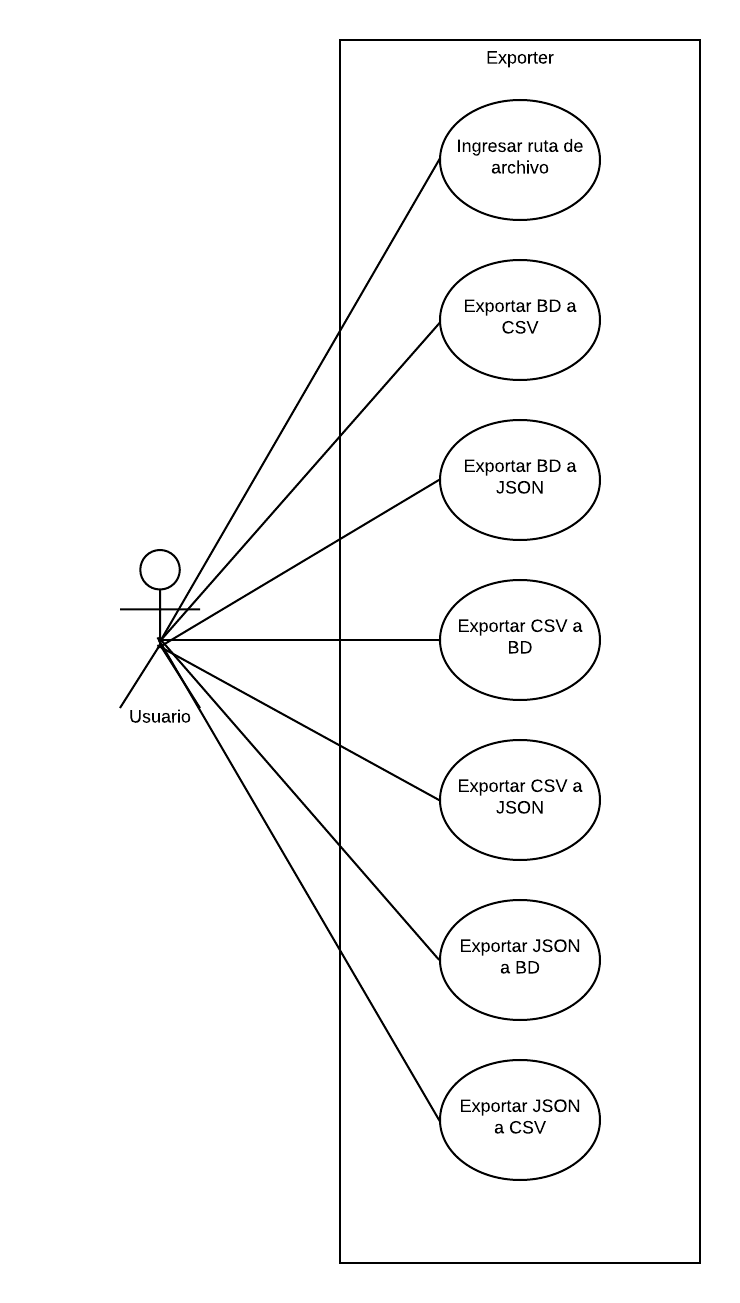 Exporter
Ingresar ruta de
archivo
Exportar BD a
CSV
Exportar BD a
JSON
Exportar CSV a
BD
Usuario
Exportar CSV a
JSON
Exportar JSON
a BD
Exportar JSON
a CSV